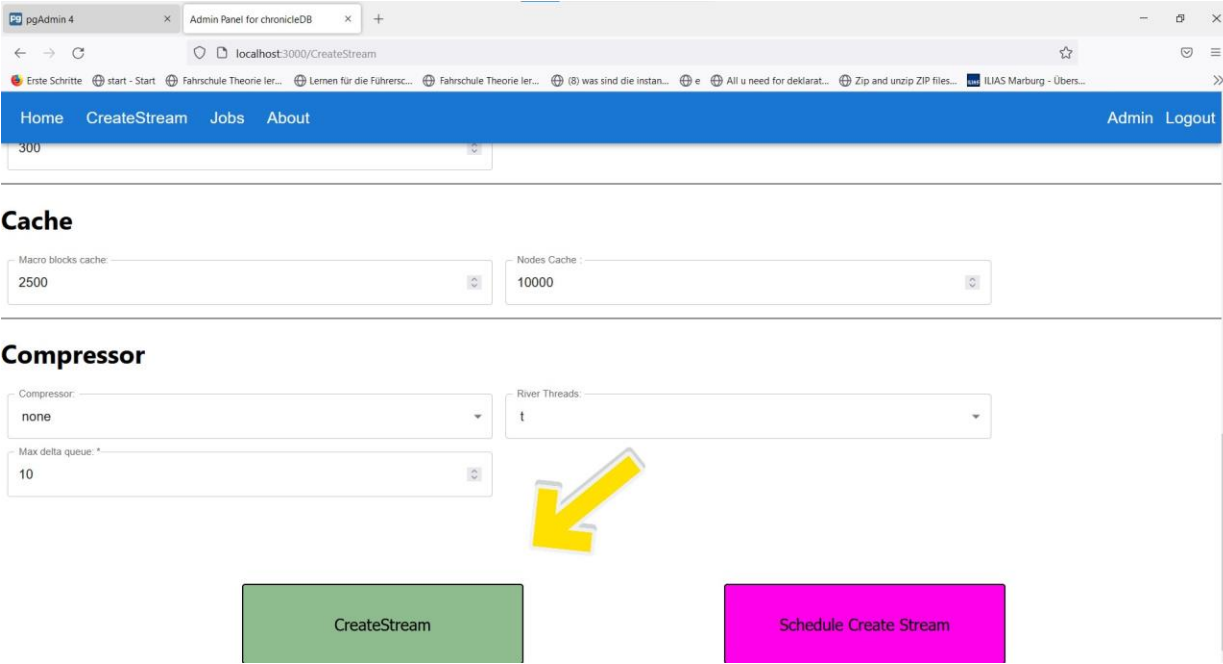 pgAdmin 4
Admin Panel for chronicleDB
localhost:3000/CreateStream
Erste Schritte start - Start Fahrschule Theorie ler... Lernen für die Führersc... Fahrschule Theorie ler... (8) was sind die instan... e All u need for deklarat... Zip and unzip ZIP files... ILIAS Marburg - Übers...
Home CreateStream Jobs About Admin Logout
300
Cache
Macro blocks cache: Nodes Cache :
2500 10000
Compressor
Compressor: River Threads:
none t
Max delta queue: *
10
CreateStream Schedule Create Stream